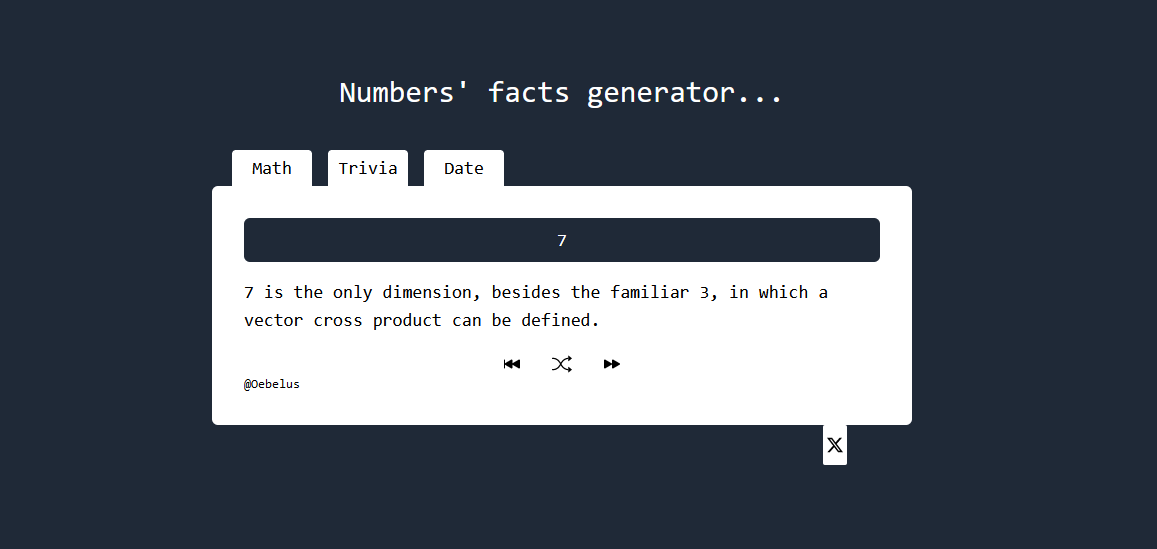 Numbers' facts generator...
Math Trivia Date
7
7 is the only dimension, besides the familiar 3, in which a
vector cross product can be defined.
@Oebelus